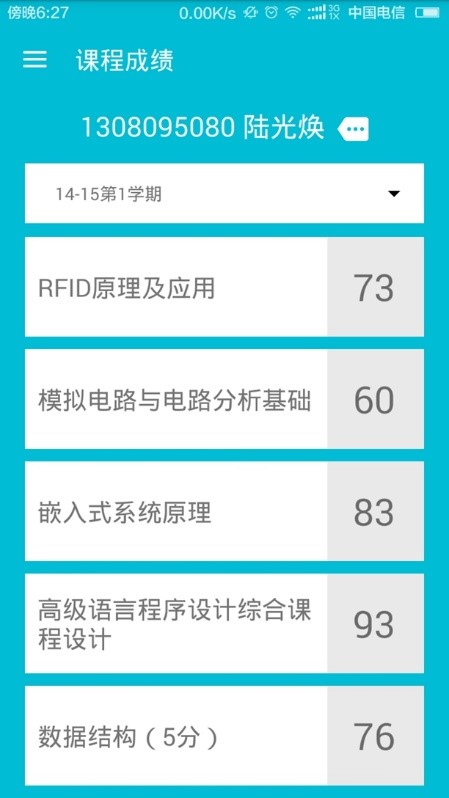 傍晚6:27 0.00K/s 3G 1X 中国电信
课程成绩
1308095080 陆光焕
14-15第1学期
RFID原理及应用 73
模拟电路与电路分析基础 60
嵌入式系统原理 83
高级语言程序设计综合课
程设计 93
数据结构（5分） 76